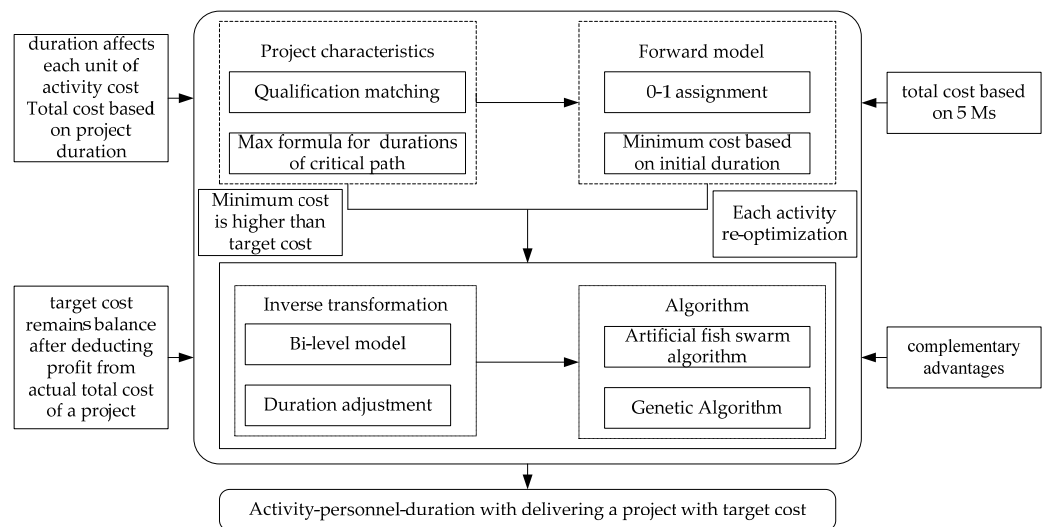 duration affects
each unit of
activity cost
Total cost based
on project
duration
Project characteristics
Qualification matching
Max formula for durations
of critical path
Forward model
0-1 assignment
Minimum cost based
on initial duration
total cost based
on 5 Ms
Minimum cost
is higher than
target cost
Each activity
re-optimization
target cost
remains balance
after deducting
profit from
actual total cost
of a project
Inverse transformation
Bi-level model
Duration adjustment
Algorithm
Artificial fish swarm
algorithm
Genetic Algorithm
complementary
advantages
Activity-personnel-duration with delivering a project with target cost